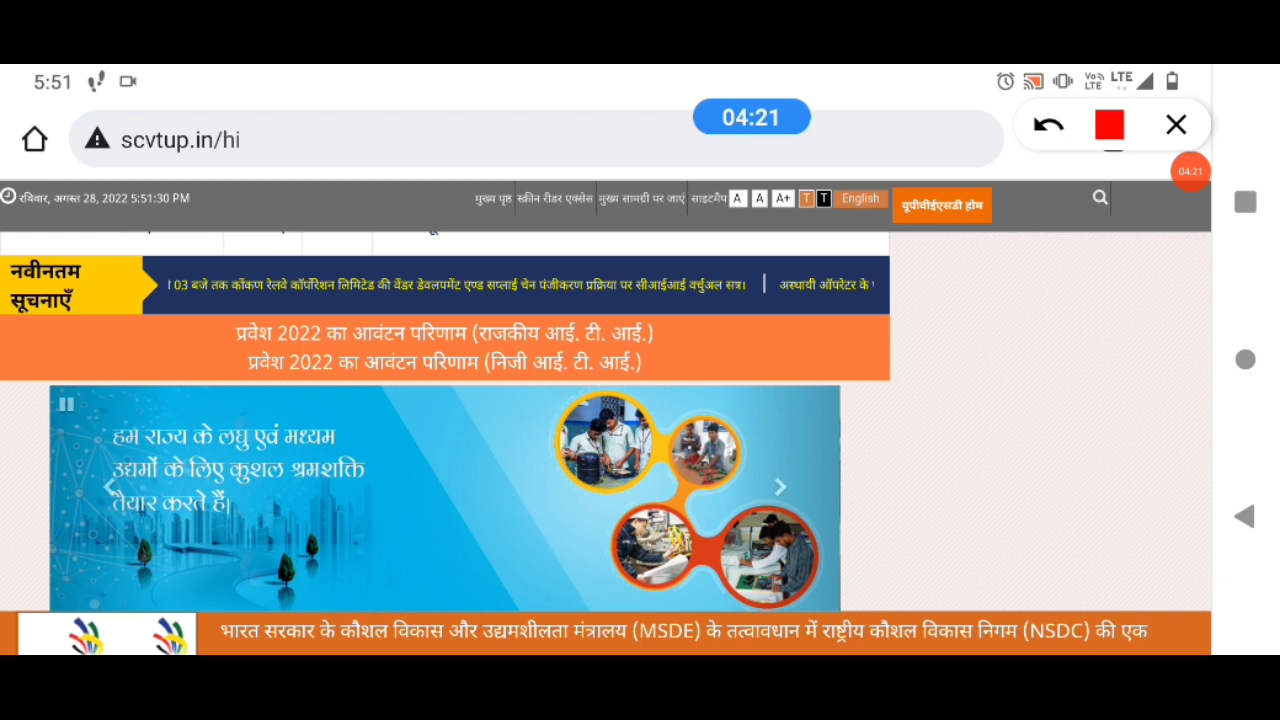 5:51
Vo LTE
LTE
04:21
scvtup.in/hi
04:21
रविवार, अगस्त 28, 2022 5:51:30 PM
मुख्य पृष्ठ
स्क्रीन रीडर एक्सेस
मुख्य सामग्री पर जाएं
साइटमैप
A A A+ T T English
यूपीवीईएसडी होम
नवीनतम
सूचनाएँ
03 बजे तक कोंकण रेलवे कॉर्पोरेशन लिमिटेड की वेंडर डेवलपमेंट एण्ड सप्लाई चेन पंजीकरण प्रक्रिया पर सीआईआई वर्चुअल सत्र।
अस्थायी ऑपरेटर के
प्रवेश 2022 का आवंटन परिणाम (राजकीय आई. टी. आई.)
प्रवेश 2022 का आवंटन परिणाम (निजी आई. टी. आई.)
हम राज्य के लघु एवं मध्यम
उद्यमों के लिए कुशल श्रमशक्ति
तैयार करते हैं|
भारत सरकार के कौशल विकास और उद्यमशीलता मंत्रालय (MSDE) के तत्वावधान में राष्ट्रीय कौशल विकास निगम (NSDC) की एक